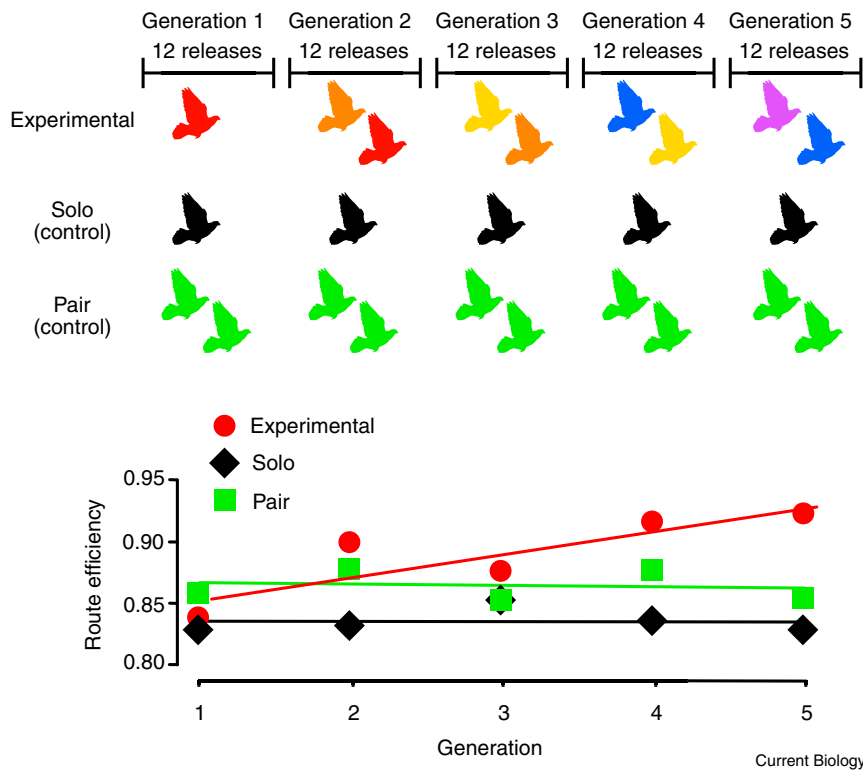 Generation 1 Generation 2 Generation 3 Generation 4 Generation 5
12 releases 12 releases 12 releases 12 releases 12 releases
Experimental
Solo
(control)
Pair
(control)
Experimental
Solo
Pair
0.95
0.90
0.85
0.80
Route efficiency
1 2 3 4 5
Generation
Current Biology